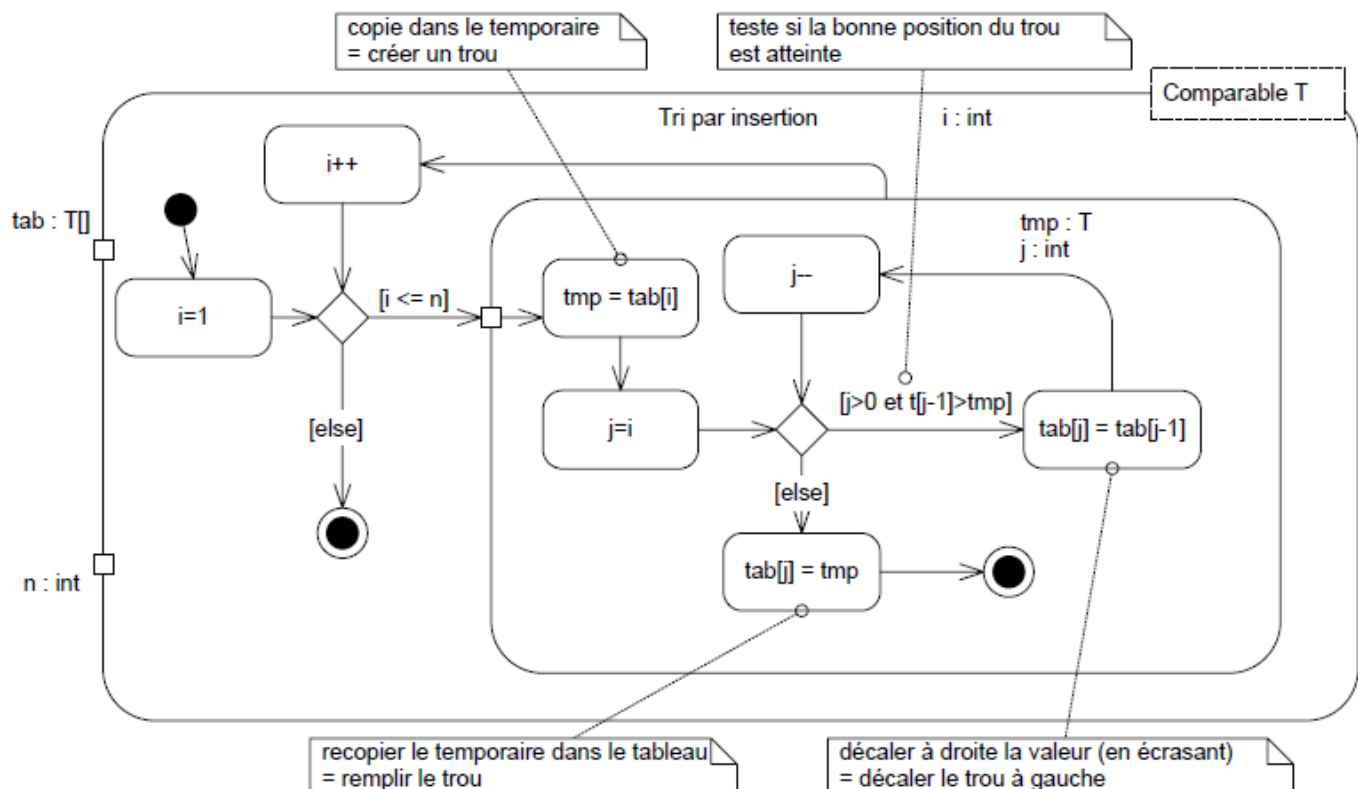 copie dans le temporaire
= créer un trou
teste si la bonne position du trou
est atteinte
Comparable T
Tri par insertion
i : int
i++
tab : T[]
tmp : T
j : int
j--
i=1
[i <= n]
tmp = tab[i]
[else]
j=i
[j>0 et t[j-1]>tmp]
tab[j] = tab[j-1]
[else]
n : int
tab[j] = tmp
recopier le temporaire dans le tableau
= remplir le trou
décaler à droite la valeur (en écrasant)
= décaler le trou à gauche